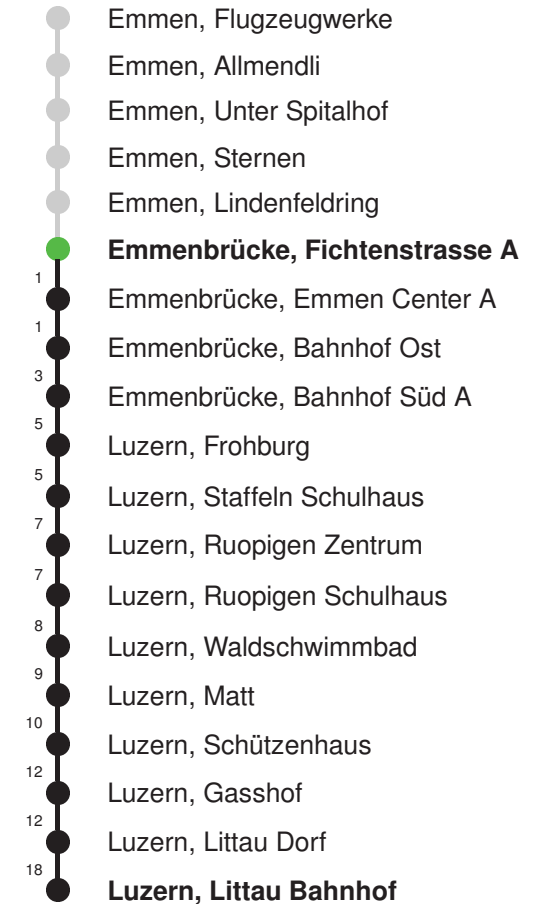 Emmen, Flugzeugwerke
Emmen, Allmendli
Emmen, Unter Spitalhof
Emmen, Sternen
Emmen, Lindenfeldring
Emmenbrücke, Fichtenstrasse A
1
Emmenbrücke, Emmen Center A
1
Emmenbrücke, Bahnhof Ost
3
Emmenbrücke, Bahnhof Süd A
5
Luzern, Frohburg
5
Luzern, Staffeln Schulhaus
7
Luzern, Ruopigen Zentrum
7
Luzern, Ruopigen Schulhaus
8
Luzern, Waldschwimmbad
9
Luzern, Matt
10
Luzern, Schützenhaus
12
Luzern, Gasshof
12
Luzern, Littau Dorf
18
Luzern, Littau Bahnhof